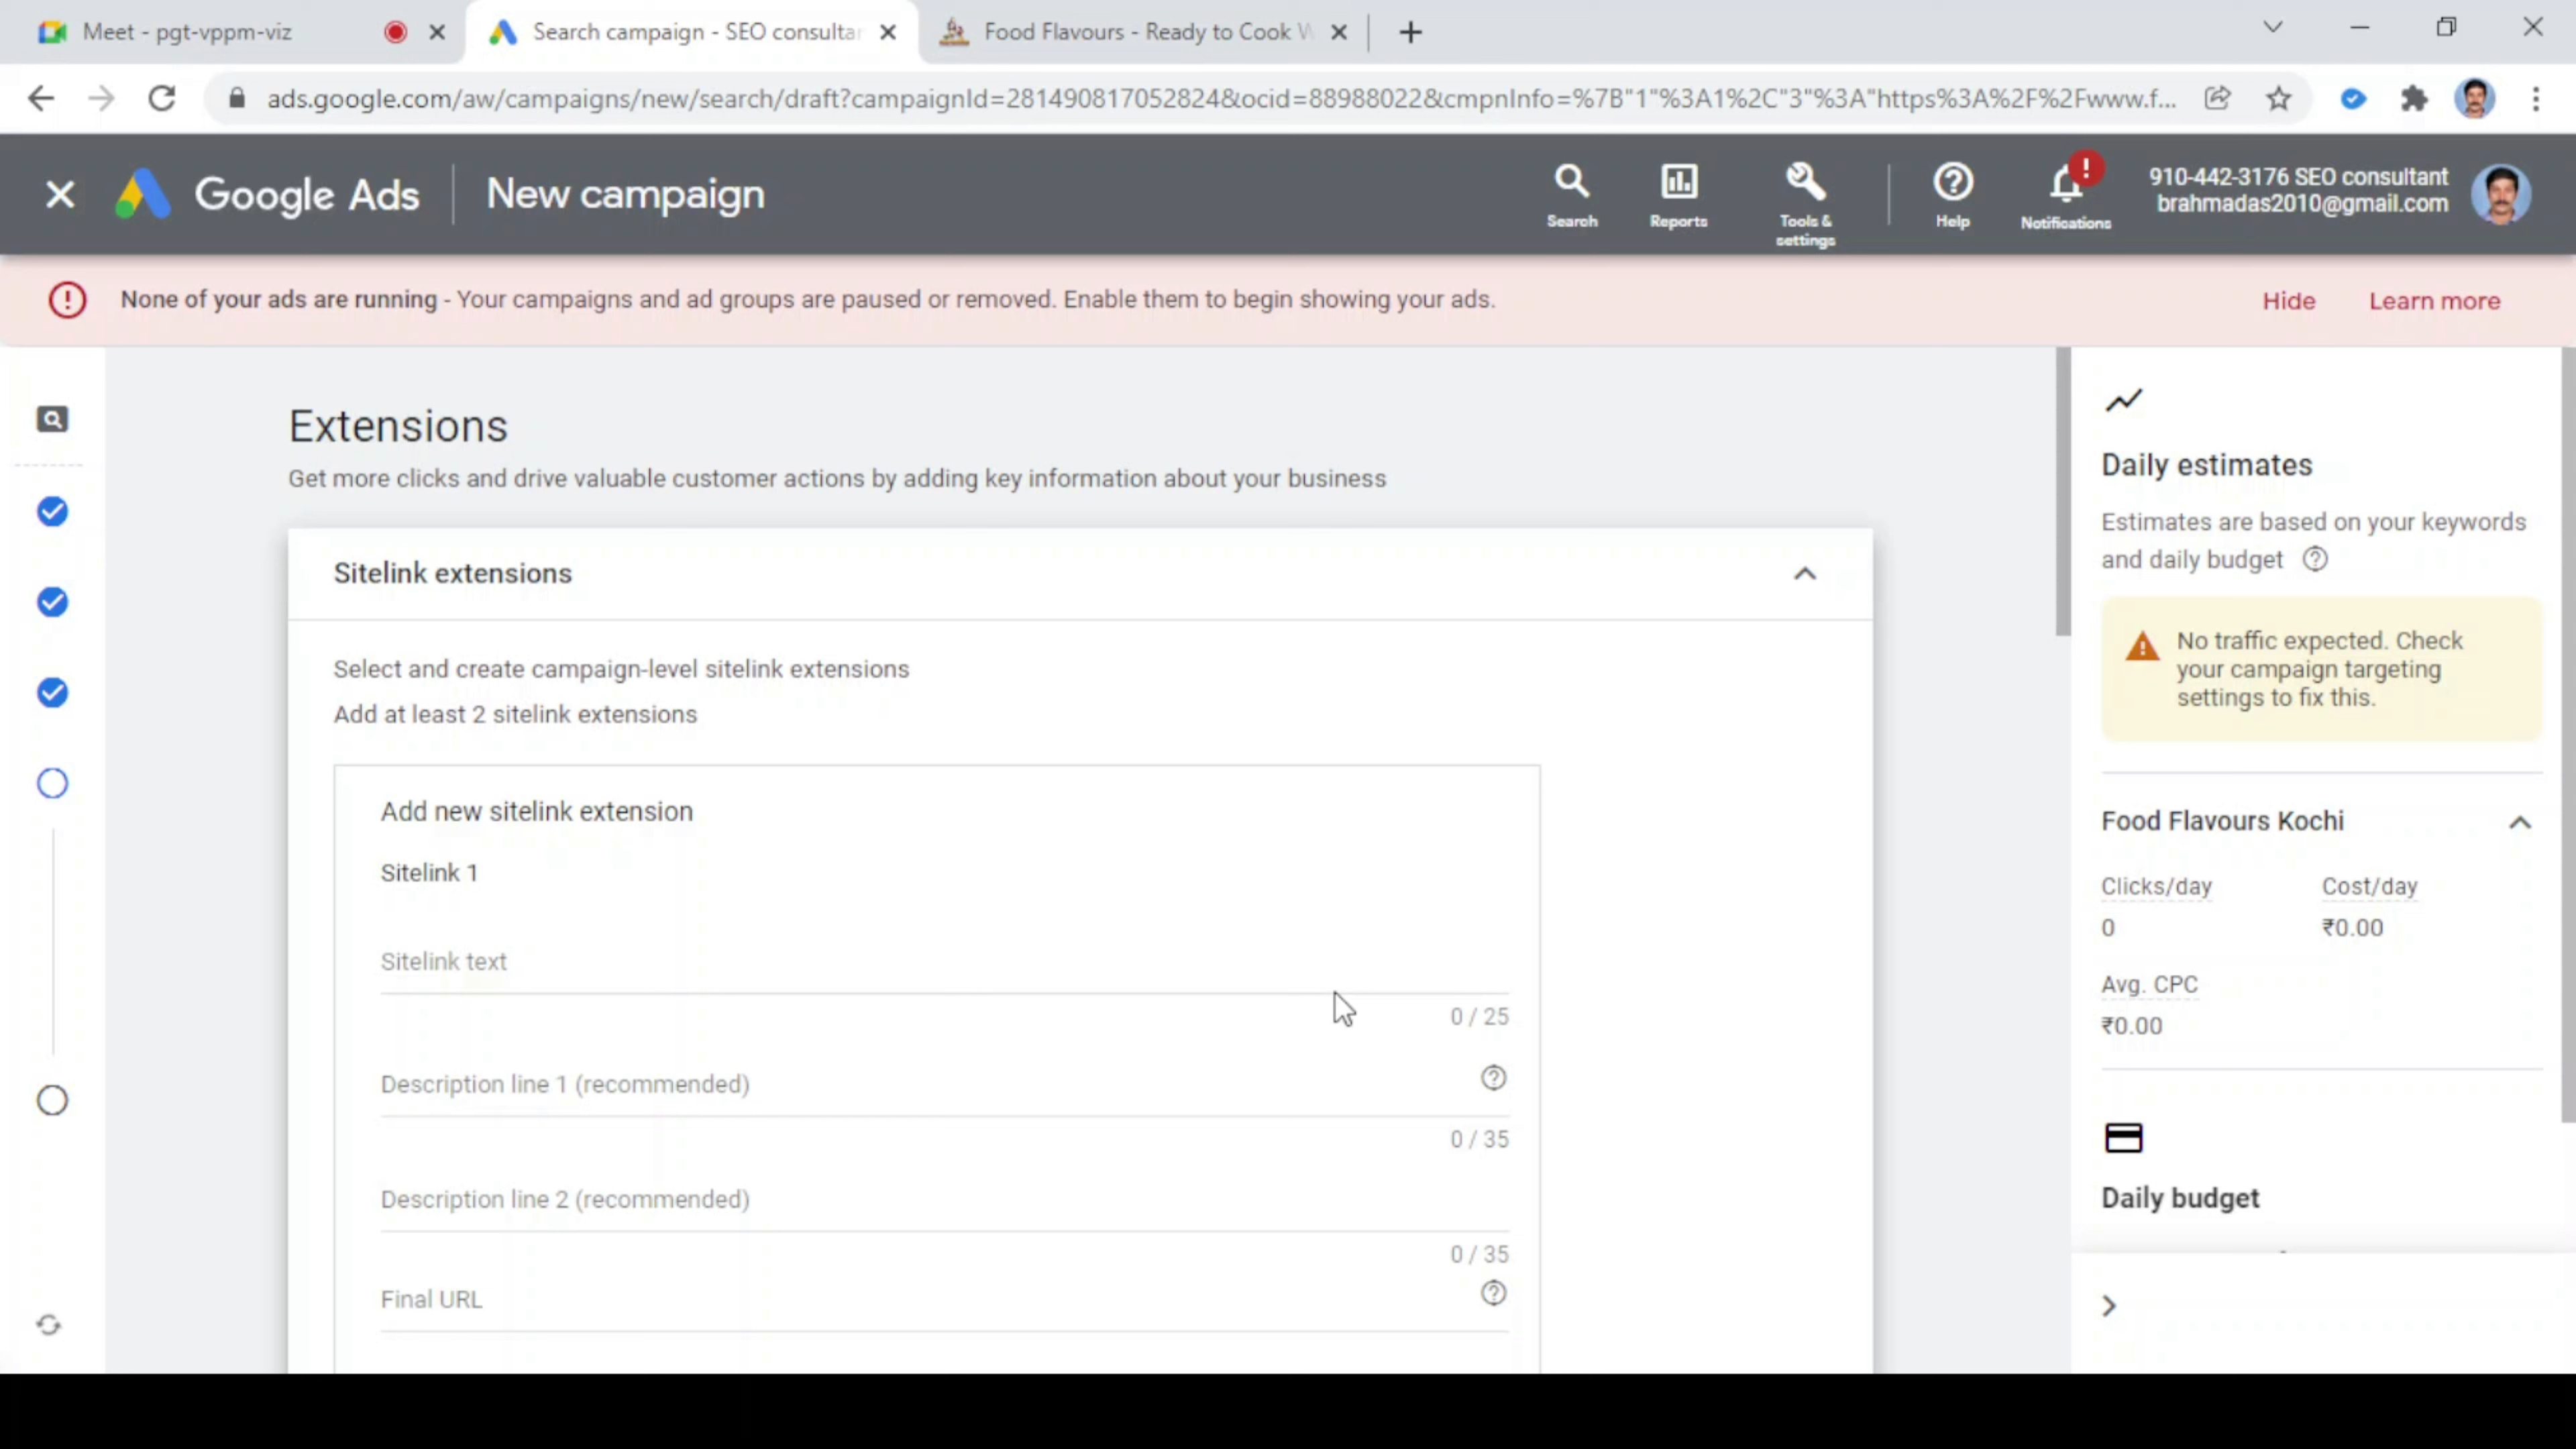 Meet - pgt-vppm-viz
Search campaign - SEO consultan
Food Flavours - Ready to Cook W
ads.google.com/aw/campaigns/new/search/draft?campaignId=281490817052824&ocid=88988022&cmpnInfo=%7B"1"%3A1%2C"3"%3A"https%3A%2F%2Fwww.f...
Google Ads
New campaign
Search
Reports
Tools &
settings
Help
Notifications
910-442-3176 SEO consultant
brahmadas2010@gmail.com
None of your ads are running - Your campaigns and ad groups are paused or removed. Enable them to begin showing your ads.
Hide
Learn more
Extensions
Get more clicks and drive valuable customer actions by adding key information about your business
Sitelink extensions
Select and create campaign-level sitelink extensions
Add at least 2 sitelink extensions
Add new sitelink extension
Sitelink 1
Sitelink text
0 / 25
Description line 1 (recommended)
0 / 35
Description line 2 (recommended)
0 / 35
Final URL
Daily estimates
Estimates are based on your keywords
and daily budget
No traffic expected. Check
your campaign targeting
settings to fix this.
Food Flavours Kochi
Clicks/day
Cost/day
0
₹0.00
Avg. CPC
₹0.00
Daily budget